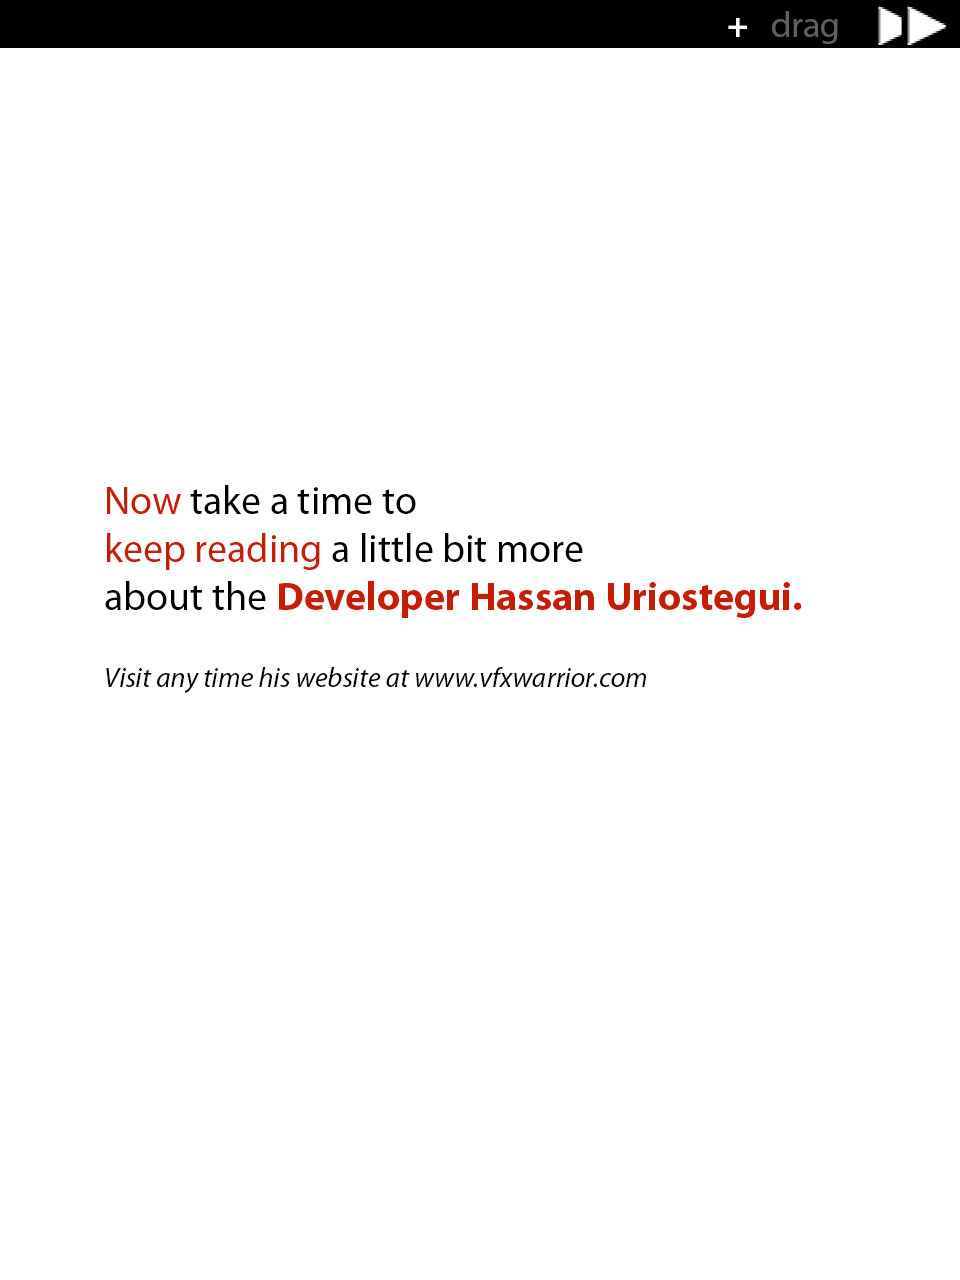 + drag
Now take a time to
keep reading a little bit more
about the Developer Hassan Uriostegui.
Visit any time his website at www.vfxwarrior.com